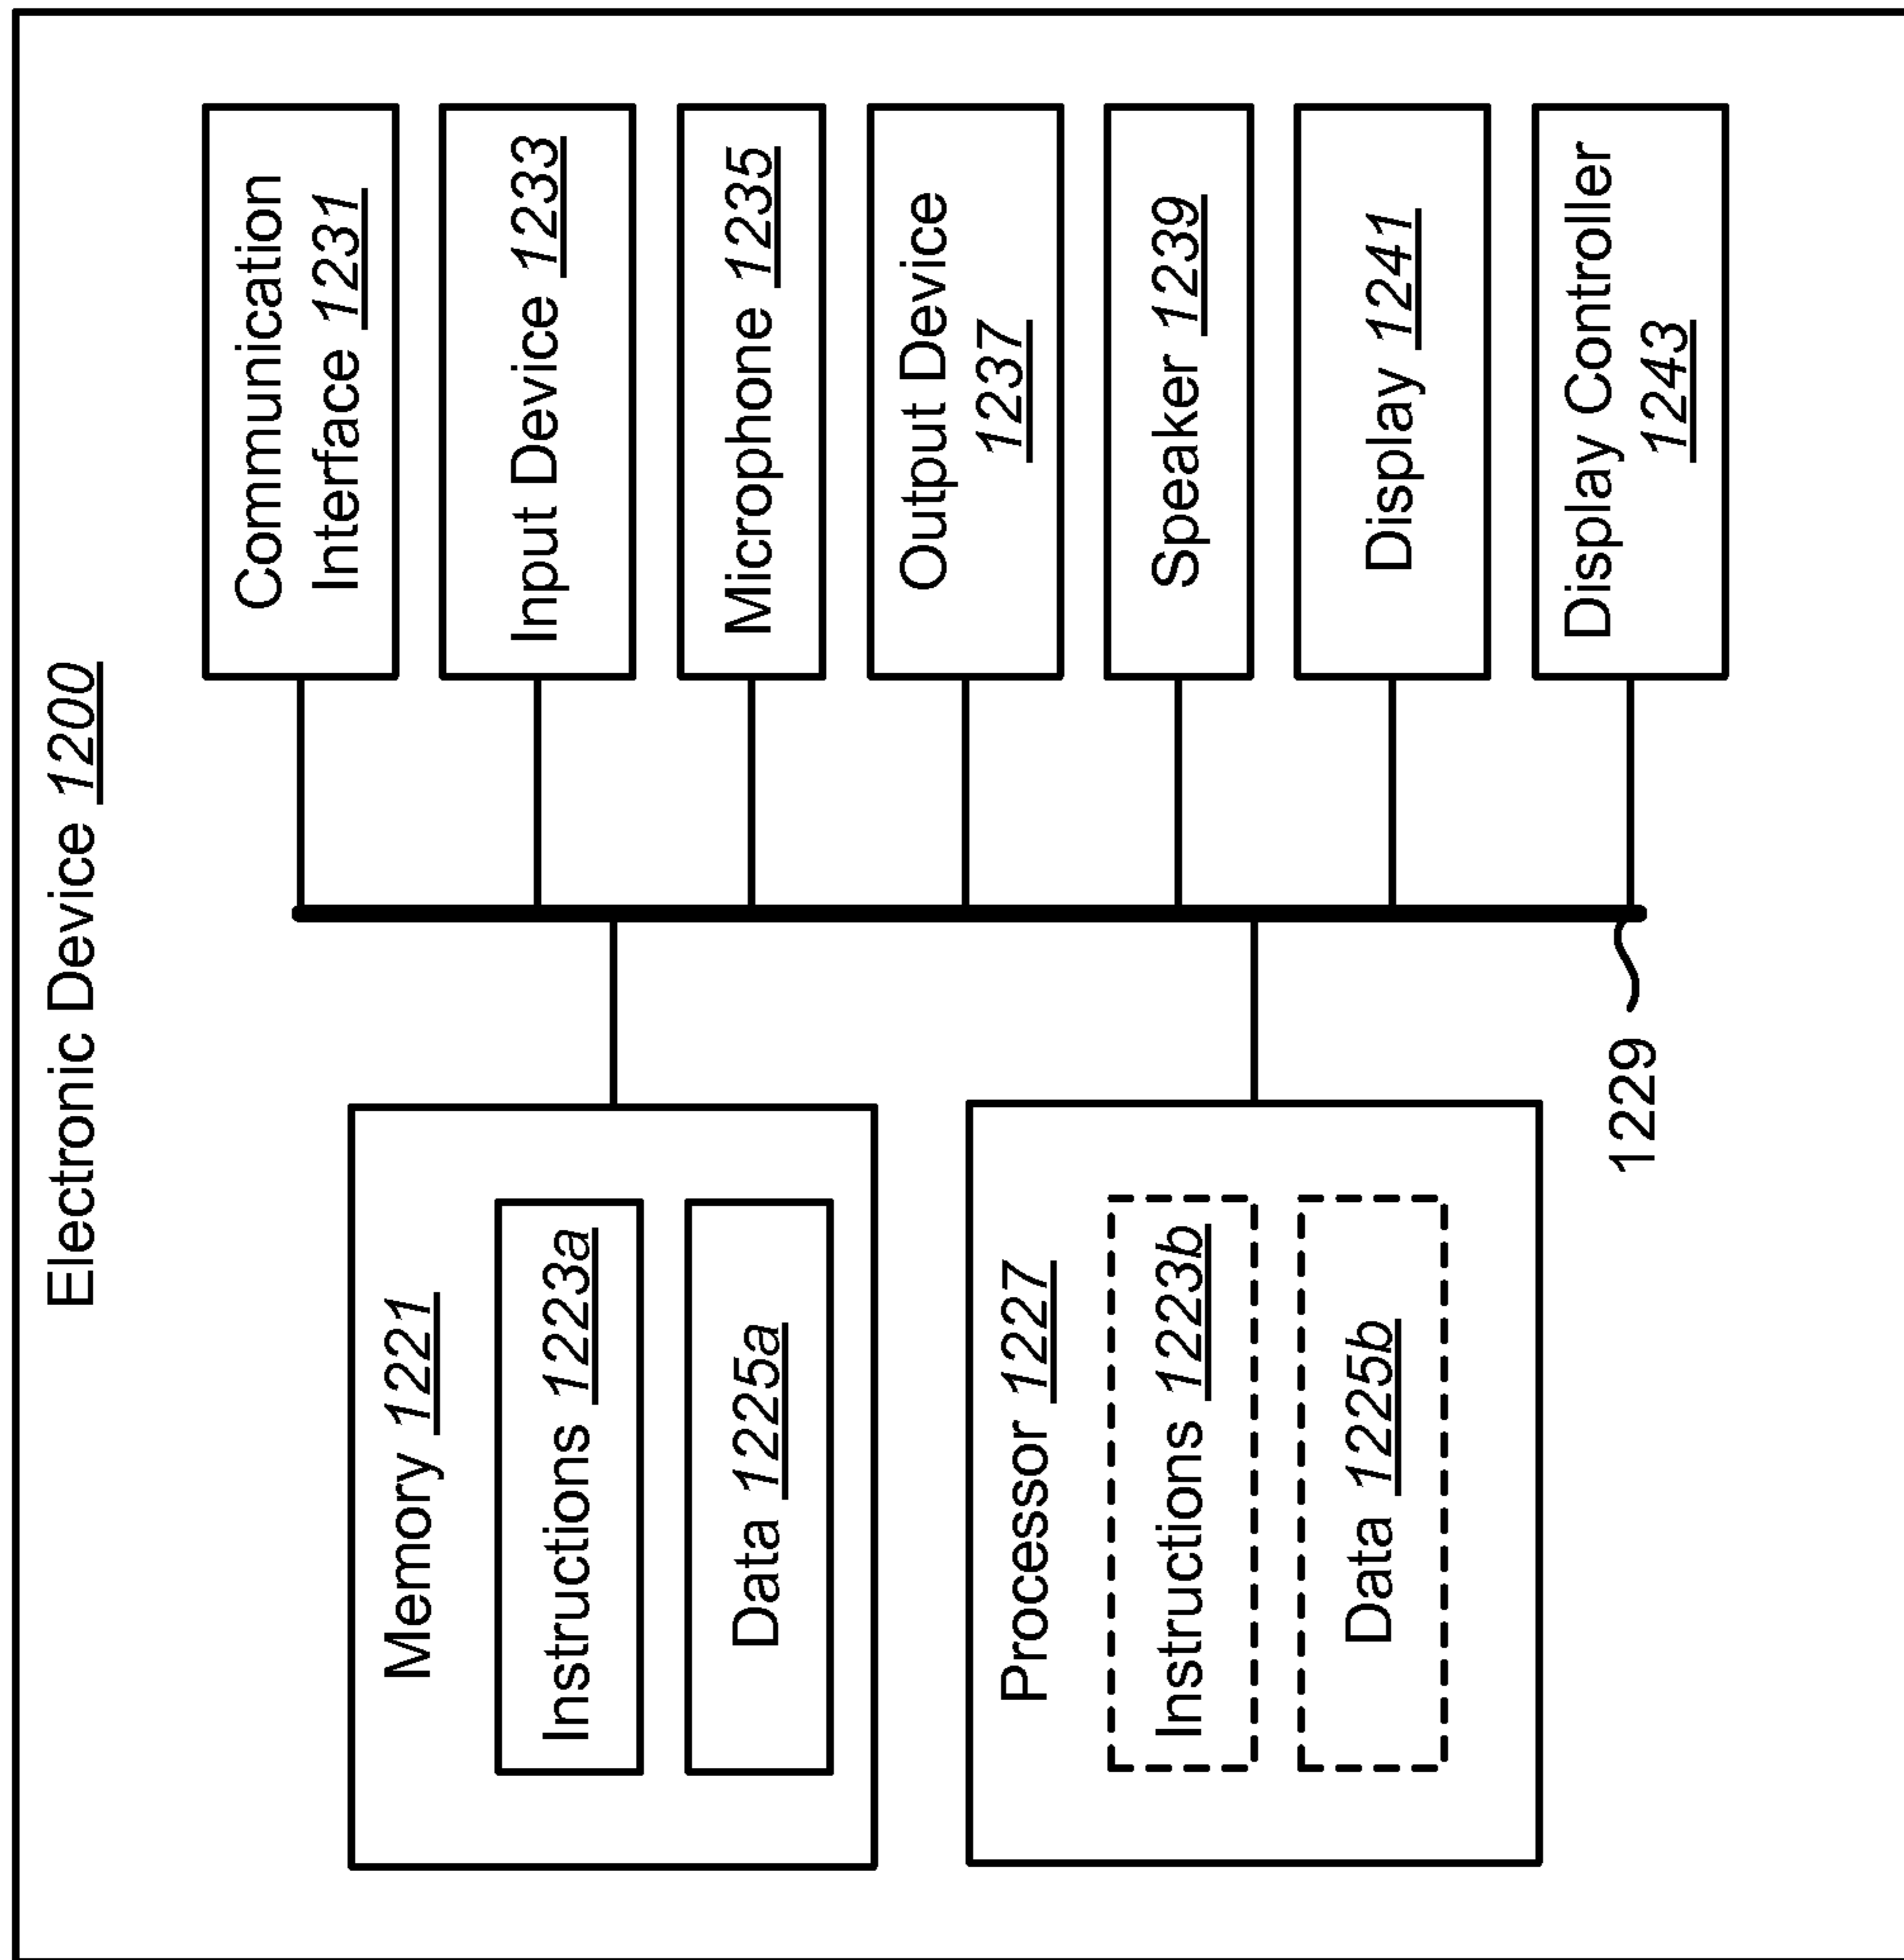 Electronic Device 1200
Memory 1221
Instructions 1223a
Data 1225a
Processor 1227
Instructions 1223b
Data 1225b
1229
Communication
Interface 1231
Input Device 1233
Microphone 1235
Output Device
1237
Speaker 1239
Display 1241
Display Controller
1243